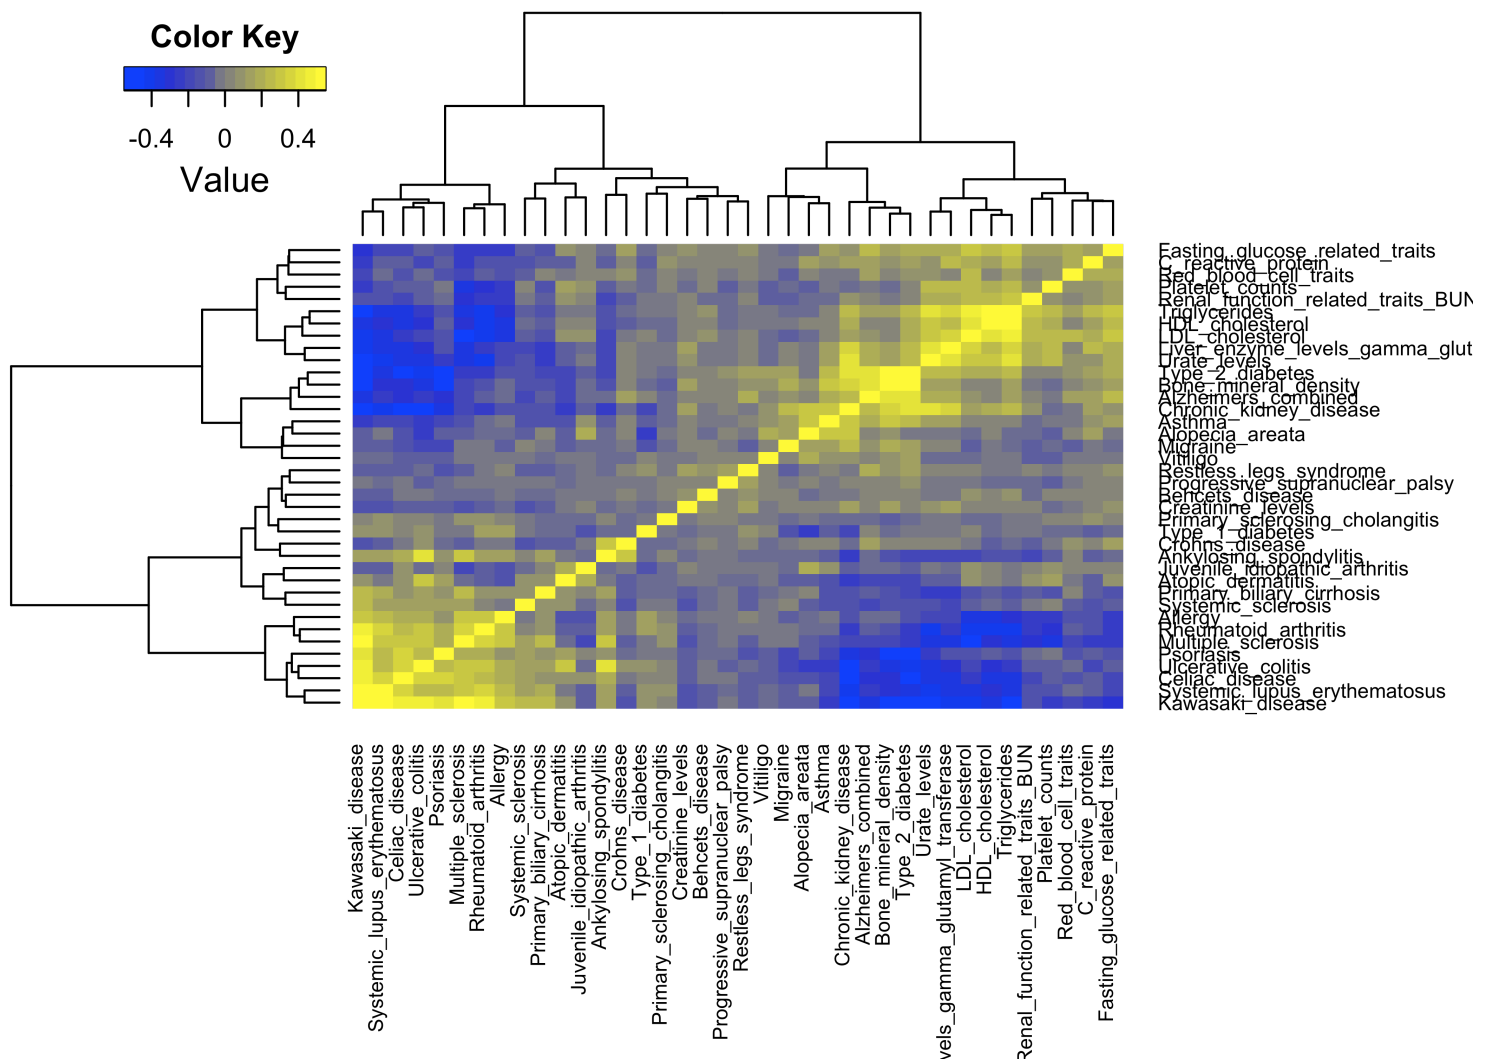 Color Key
-0.4 0 0.4
Value
Fasting_glucose_related_traits
C_reactive_protein
Red_blood_cell_traits
Platelet_counts
Renal_function_related_traits_BUN
Triglycerides
HDL_cholesterol
LDL_cholesterol
Liver_enzyme_levels_gamma_glut
Urate_levels
Type_2_diabetes
Bone_mineral_density
Alzheimers_combined
Chronic_kidney_disease
Asthma
Alopecia_areata
Migraine
Vitiligo
Restless_legs_syndrome
Progressive_supranuclear_palsy
Behcets_disease
Creatinine_levels
Primary_sclerosing_cholangitis
Type_1_diabetes
Crohns_disease
Ankylosing_spondylitis
Juvenile_idiopathic_arthritis
Atopic_dermatitis
Primary_biliary_cirrhosis
Systemic_sclerosis
Allergy
Rheumatoid_arthritis
Multiple_sclerosis
Psoriasis
Ulcerative_colitis
Celiac_disease
Systemic_lupus_erythematosus
Kawasaki_disease
Kawasaki_disease
Systemic_lupus_erythematosus
Celiac_disease
Ulcerative_colitis
Psoriasis
Multiple_sclerosis
Rheumatoid_arthritis
Allergy
Systemic_sclerosis
Primary_biliary_cirrhosis
Atopic_dermatitis
Juvenile_idiopathic_arthritis
Ankylosing_spondylitis
Crohns_disease
Type_1_diabetes
Primary_sclerosing_cholangitis
Creatinine_levels
Behcets_disease
Progressive_supranuclear_palsy
Restless_legs_syndrome
Vitiligo
Migraine
Alopecia_areata
Asthma
Chronic_kidney_disease
Alzheimers_combined
Bone_mineral_density
Type_2_diabetes
Urate_levels
vels_gamma_glutamyl_transferase
LDL_cholesterol
HDL_cholesterol
Triglycerides
Renal_function_related_traits_BUN
Platelet_counts
Red_blood_cell_traits
C_reactive_protein
Fasting_glucose_related_traits